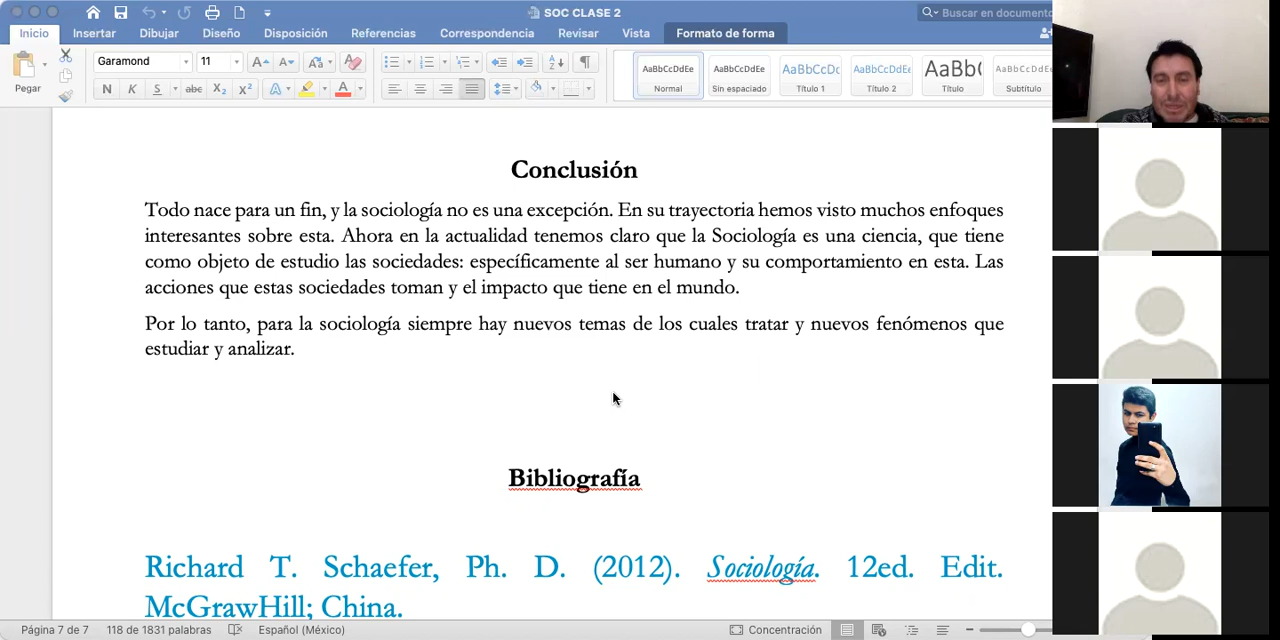 SOC CLASE 2
Buscar en documento
Inicio Insertar Dibujar Diseño Disposición Referencias Correspondencia Revisar Vista Formato de forma
Pegar
Garamond 11
N K S abc X₂ X²
AaBbCcDdEe AaBbCcDdEe AaBbCcDc AaBbCcDdEe AaBb( AaBbCcDdEe
Normal Sin espaciado Título 1 Título 2 Título Subtítulo
Conclusión
Todo nace para un fin, y la sociología no es una excepción. En su trayectoria hemos visto muchos enfoques
interesantes sobre esta. Ahora en la actualidad tenemos claro que la Sociología es una ciencia, que tiene
como objeto de estudio las sociedades: específicamente al ser humano y su comportamiento en esta. Las
acciones que estas sociedades toman y el impacto que tiene en el mundo.
Por lo tanto, para la sociología siempre hay nuevos temas de los cuales tratar y nuevos fenómenos que
estudiar y analizar.
Bibliografía
Richard T. Schaefer, Ph. D. (2012). Sociología. 12ed. Edit.
McGrawHill; China.
Página 7 de 7 118 de 1831 palabras Español (México) Concentración